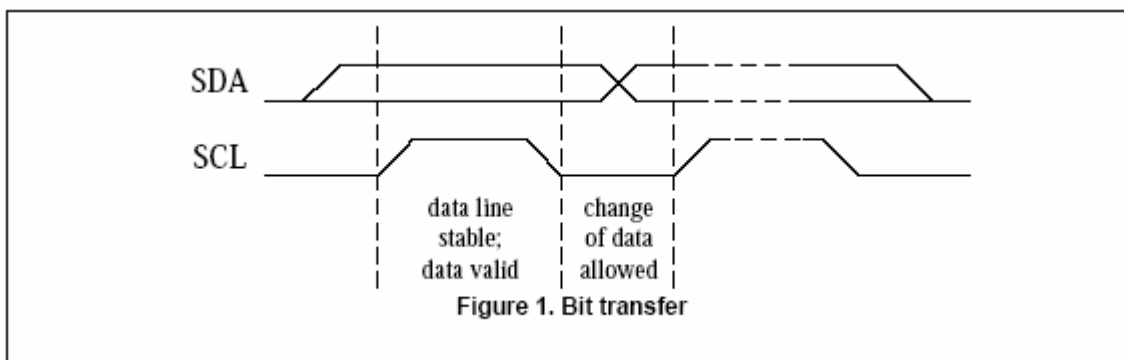 SDA
SCL
data line
stable;
data valid
change
of data
allowed
Figure 1. Bit transfer